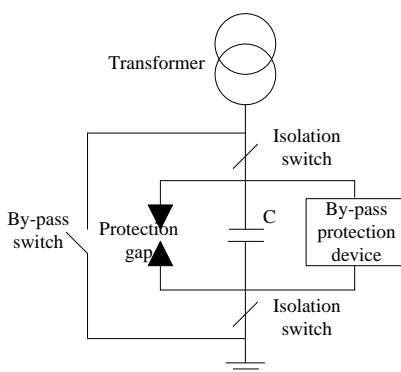 Transformer
Isolation
switch
C
By-pass
switch
Protection
gap
By-pass
protection
device
Isolation
switch